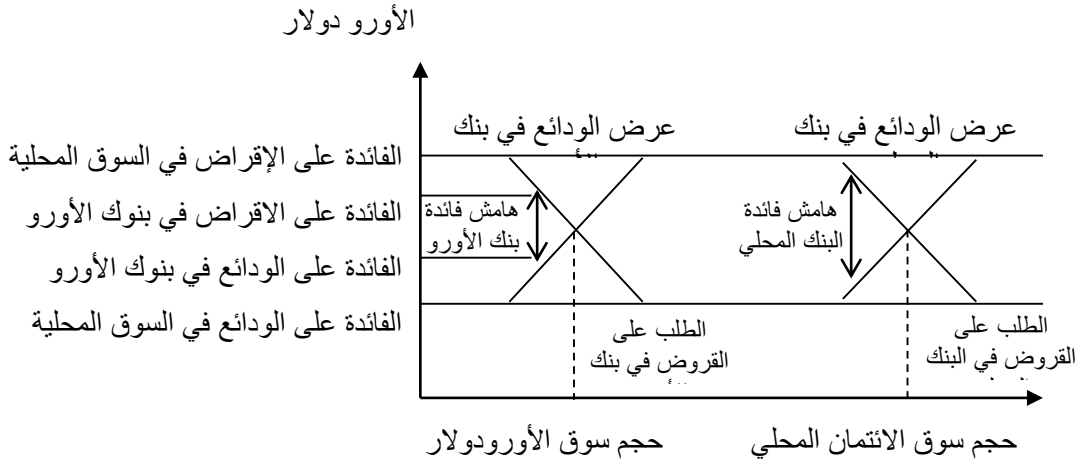 الأورو دولار
عرض الودائع في بنك
عرض الودائع في بنك
الفائدة على الإقراض في السوق المحلية
الفائدة على الاقراض في بنوك الأورو
الفائدة على الودائع في بنوك الأورو
الفائدة على الودائع في السوق المحلية
هامش فائدة
بنك الأورو
هامش فائدة
البنك المحلي
الطلب على
القروض في بنك
الطلب على
القروض في البنك
حجم سوق الأورودولار
حجم سوق الائتمان المحلي